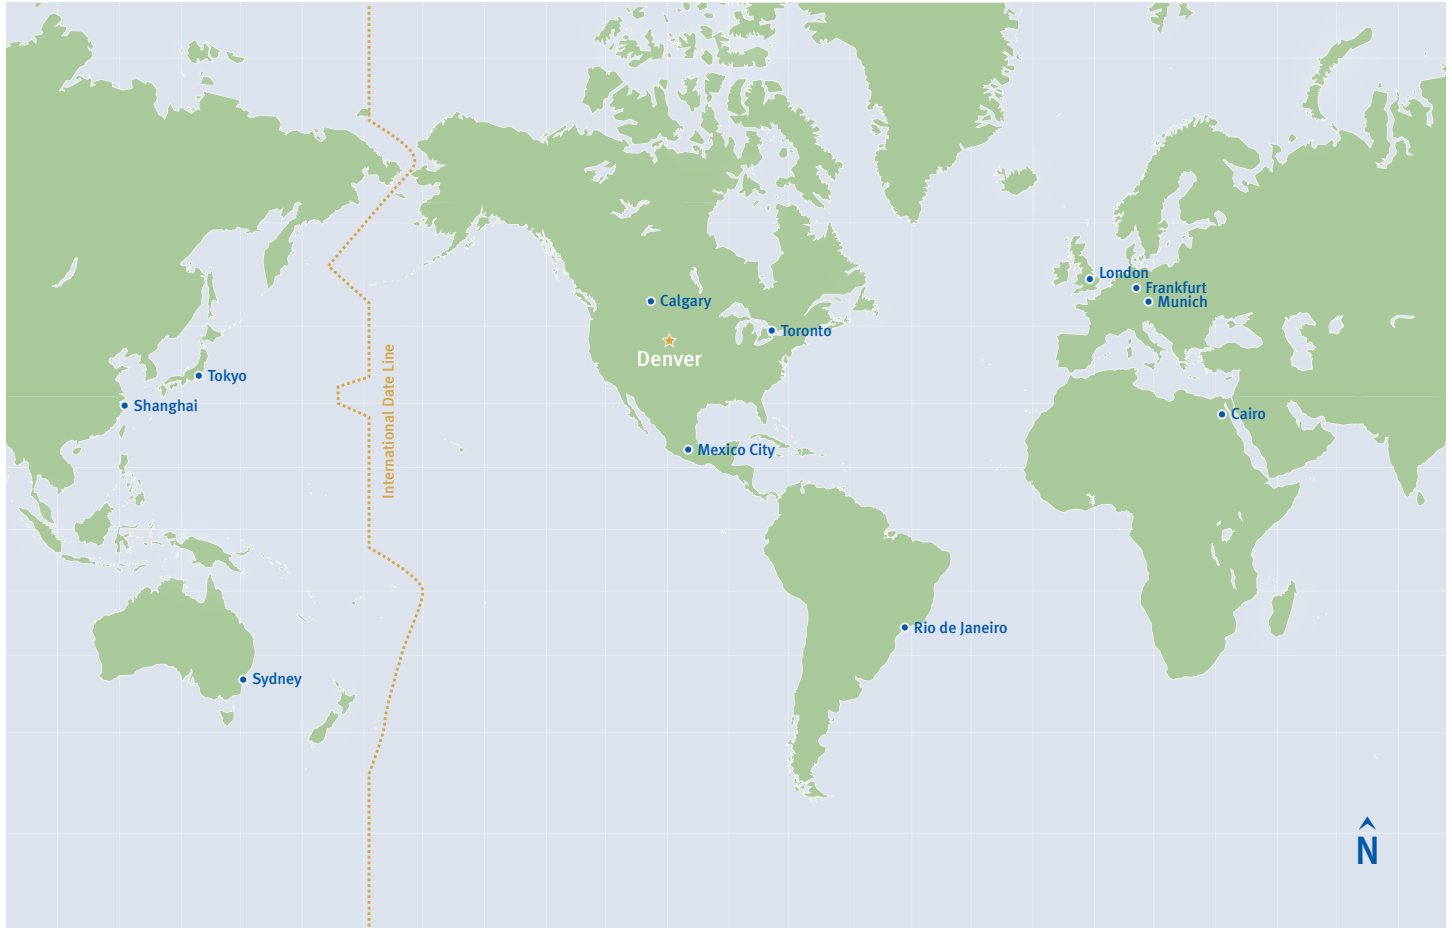 London
Frankfurt
Calgary
Munich
Toronto
Denver
Tokyo
International Date Line
Shanghai
Cairo
Mexico City
Rio de Janeiro
Sydney
N